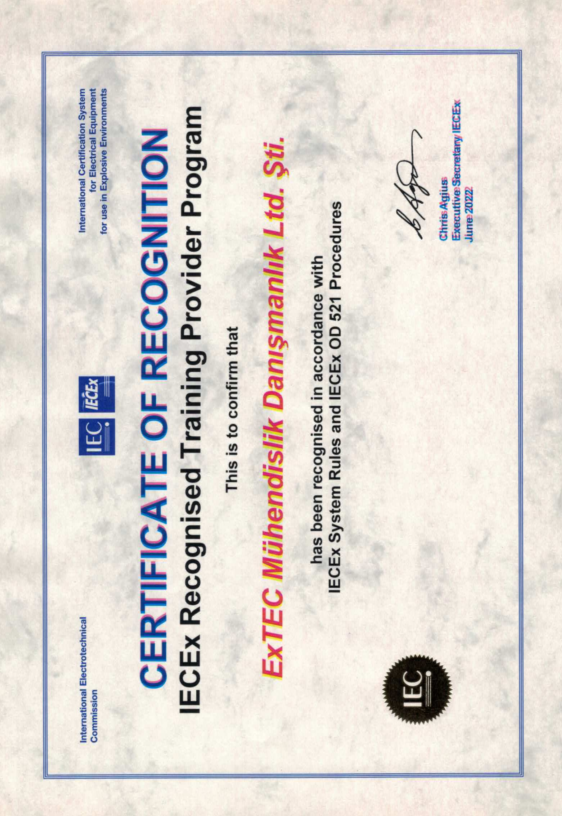 International Electrotechnical
Commission
IEC
IECEx
International Certification System
for Electrical Equipment
for use in Explosive Environments
CERTIFICATE OF RECOGNITION
IECEx Recognised Training Provider Program
This is to confirm that
ExTEC Mühendislik Danışmanlık Ltd. Şti.
has been recognised in accordance with
IECEx System Rules and IECEx OD 521 Procedures
IEC
Chris Agius
Executive Secretary IECEx
June 2022